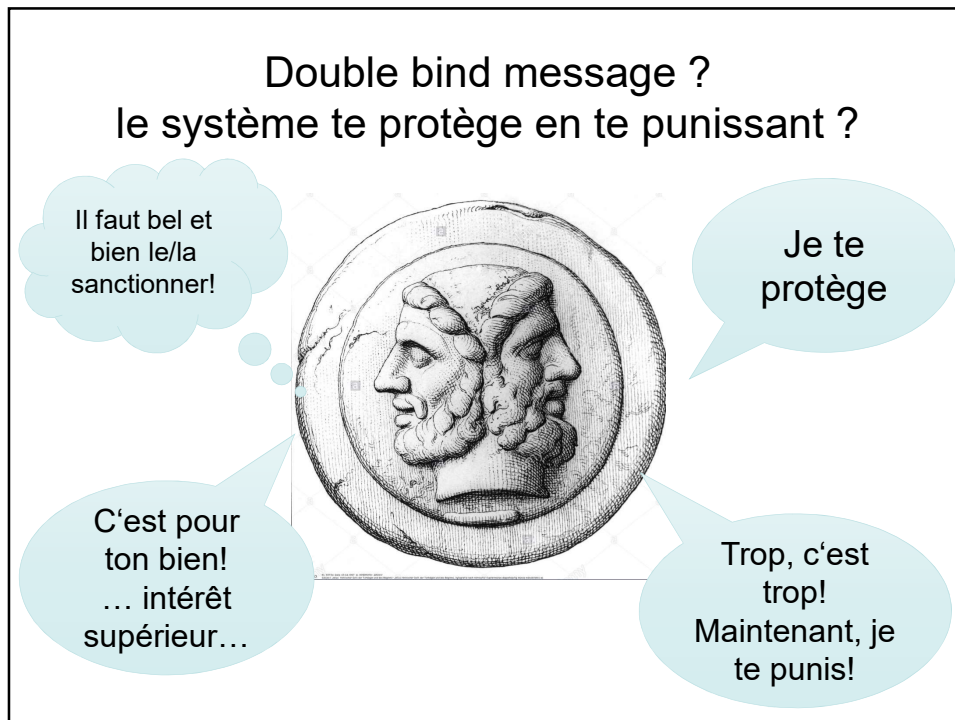 Double bind message ?
le système te protège en te punissant ?
Il faut bel et
bien le/la
sanctionner!
Je te
protège
C‘est pour
ton bien!
… intérêt
supérieur…
Trop, c‘est
trop!
Maintenant, je
te punis!